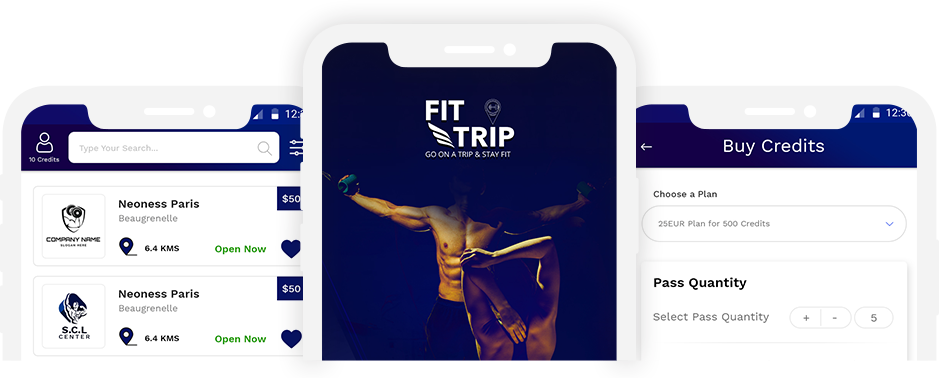 12:3
10 Credits
Type Your Search...
Neoness Paris
$50
Beaugrenelle
COMPANY NAME
SLOGAN HERE
6.4 KMS
Open Now
Neoness Paris
$50
Beaugrenelle
S.C.L
CENTER
6.4 KMS
Open Now
FIT
TRIP
GO ON A TRIP & STAY FIT
12:30
Buy Credits
Choose a Plan
25EUR Plan for 500 Credits
Pass Quantity
Select Pass Quantity + - 5